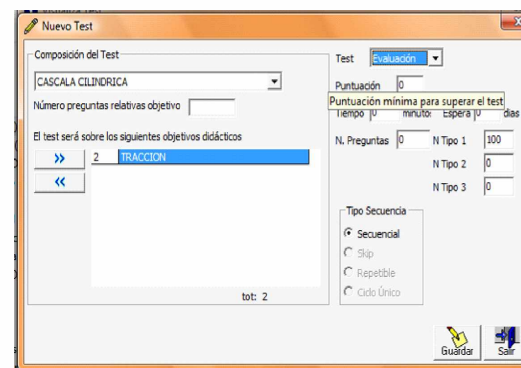 Nuevo Test
Composición del Test
CASCALA CILINDRICA
Número preguntas relativas objetivo
El test será sobre los siguientes objetivos didácticos
>>
<<
2 TRACCION
tot: 2
Test Evaluación
Puntuación 0
Puntuación mínima para superar el test
Tiempo 0 minuto: Espera 0 dias
N. Preguntas 0 N Tipo 1 100
N Tipo 2 0
N Tipo 3 0
Tipo Secuencia
Secuencial
Skip
Repetible
Ciclo Único
Guardar Salir